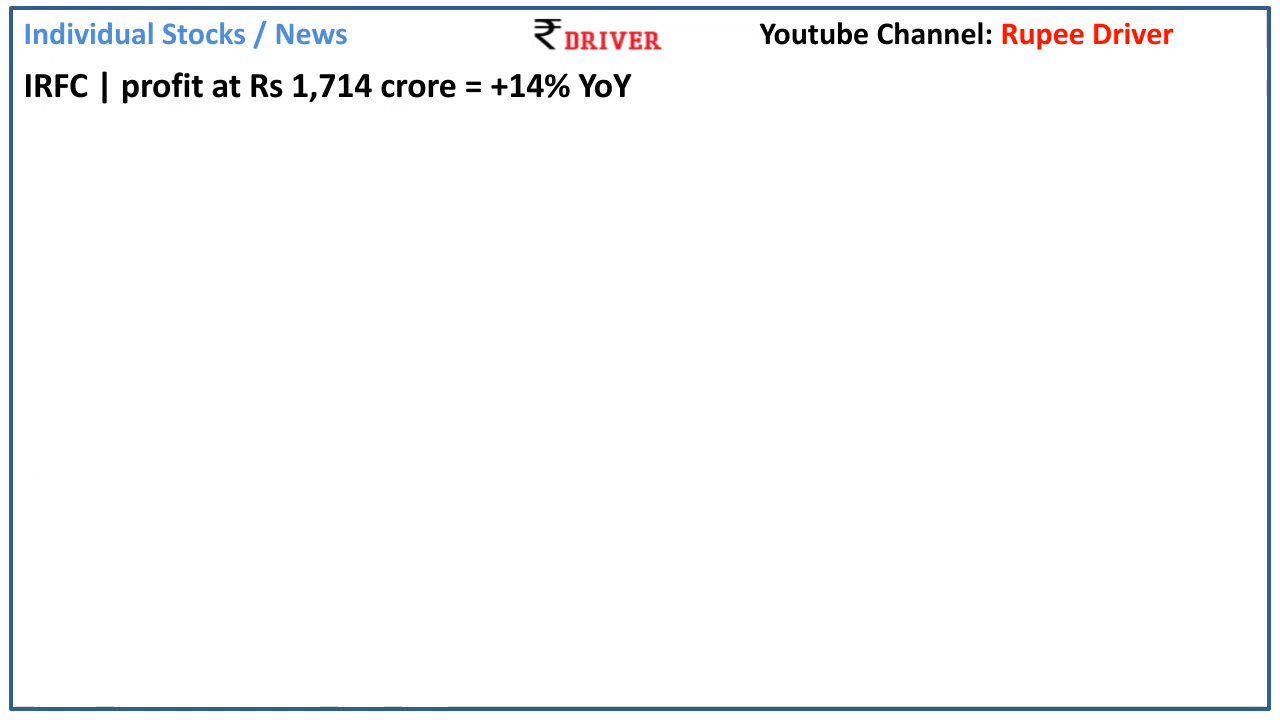 Individual Stocks / News ₹ DRIVER Youtube Channel: Rupee Driver
IRFC | profit at Rs 1,714 crore = +14% YoY